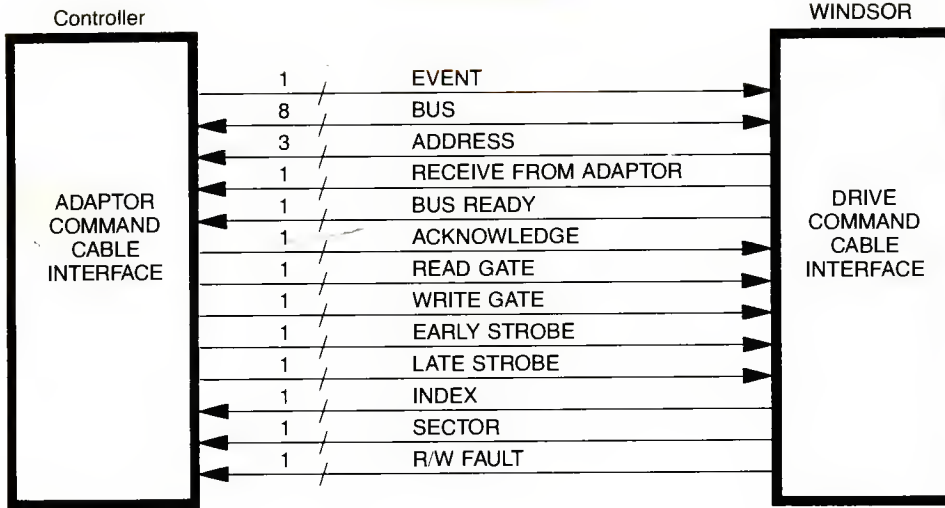 Controller
WINDSOR
1 EVENT
8 BUS
3 ADDRESS
1 RECEIVE FROM ADAPTOR
1 BUS READY
1 ACKNOWLEDGE
1 READ GATE
1 WRITE GATE
1 EARLY STROBE
1 LATE STROBE
1 INDEX
1 SECTOR
1 R/W FAULT
ADAPTOR
COMMAND
CABLE
INTERFACE
DRIVE
COMMAND
CABLE
INTERFACE